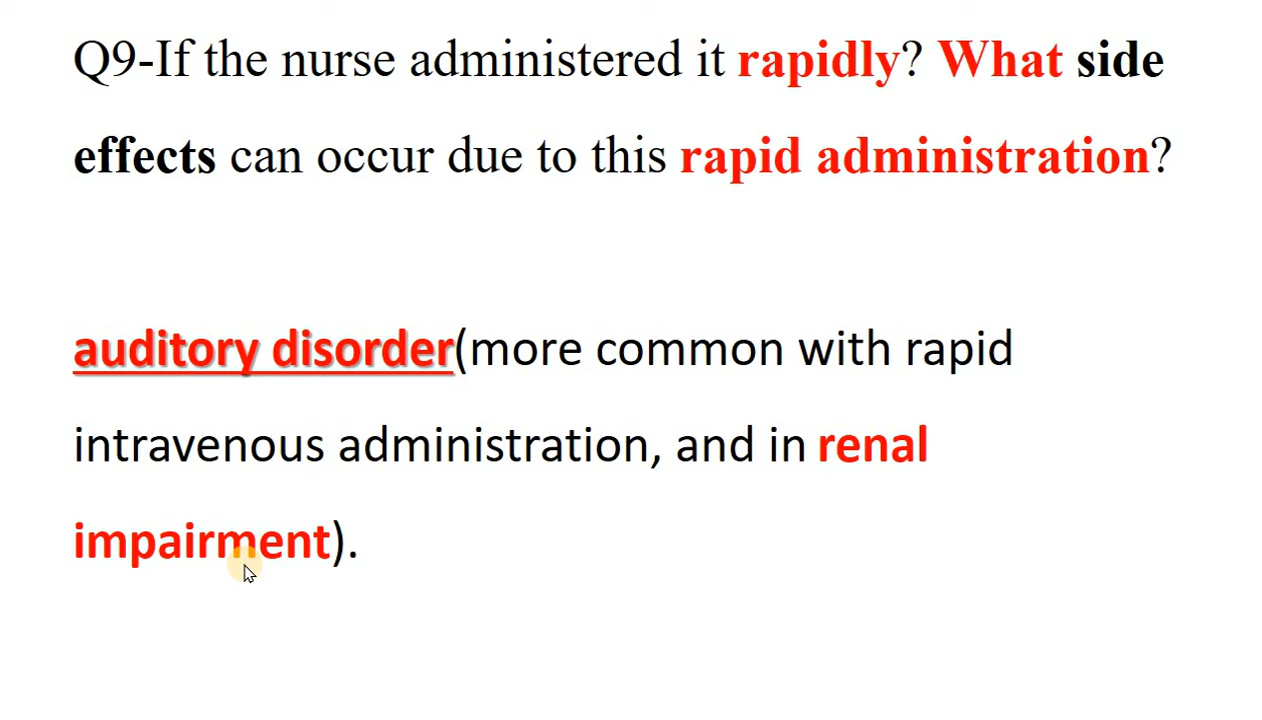 Q9-If the nurse administered it rapidly? What side
effects can occur due to this rapid administration?
auditory disorder(more common with rapid
intravenous administration, and in renal
impairment).